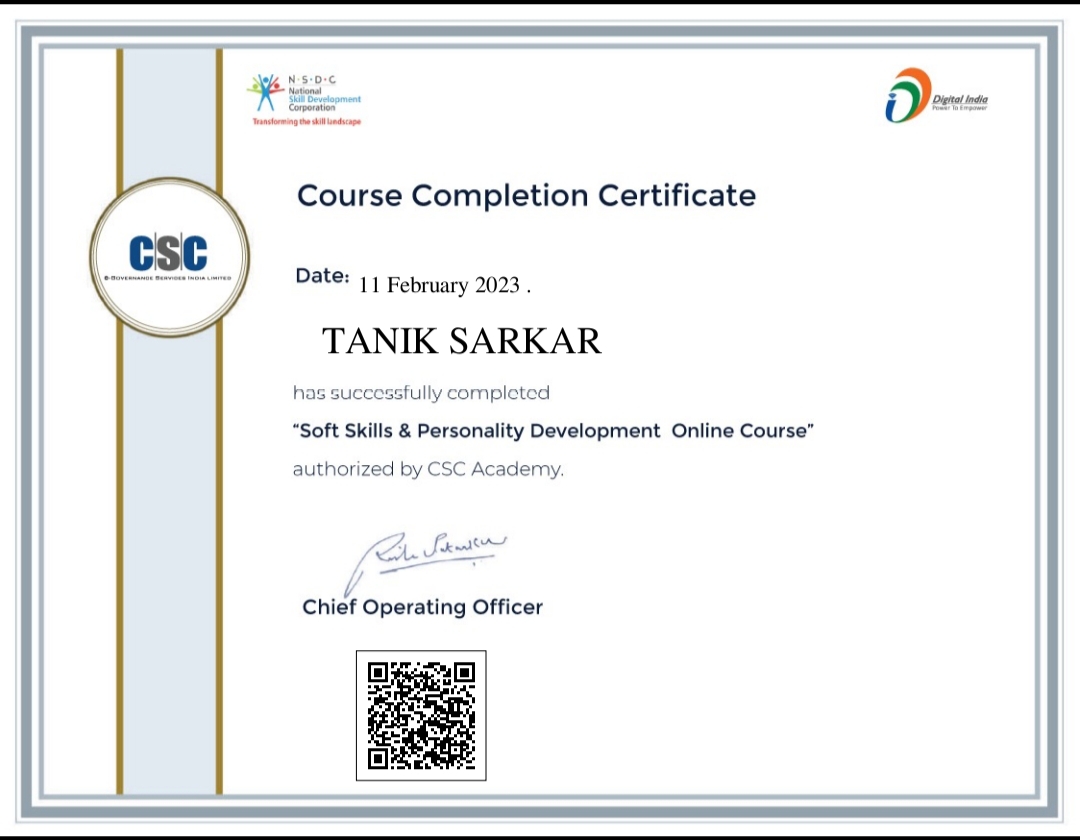 N·S·D·C
National
Skill Development
Corporation
Transforming the skill landscape
Digital India
Power To Empower
CSC
E-GOVERNANCE SERVICES INDIA LIMITED
Course Completion Certificate
Date: 11 February 2023 .
TANIK SARKAR
has successfully completed
“Soft Skills & Personality Development Online Course”
authorized by CSC Academy.
Chief Operating Officer